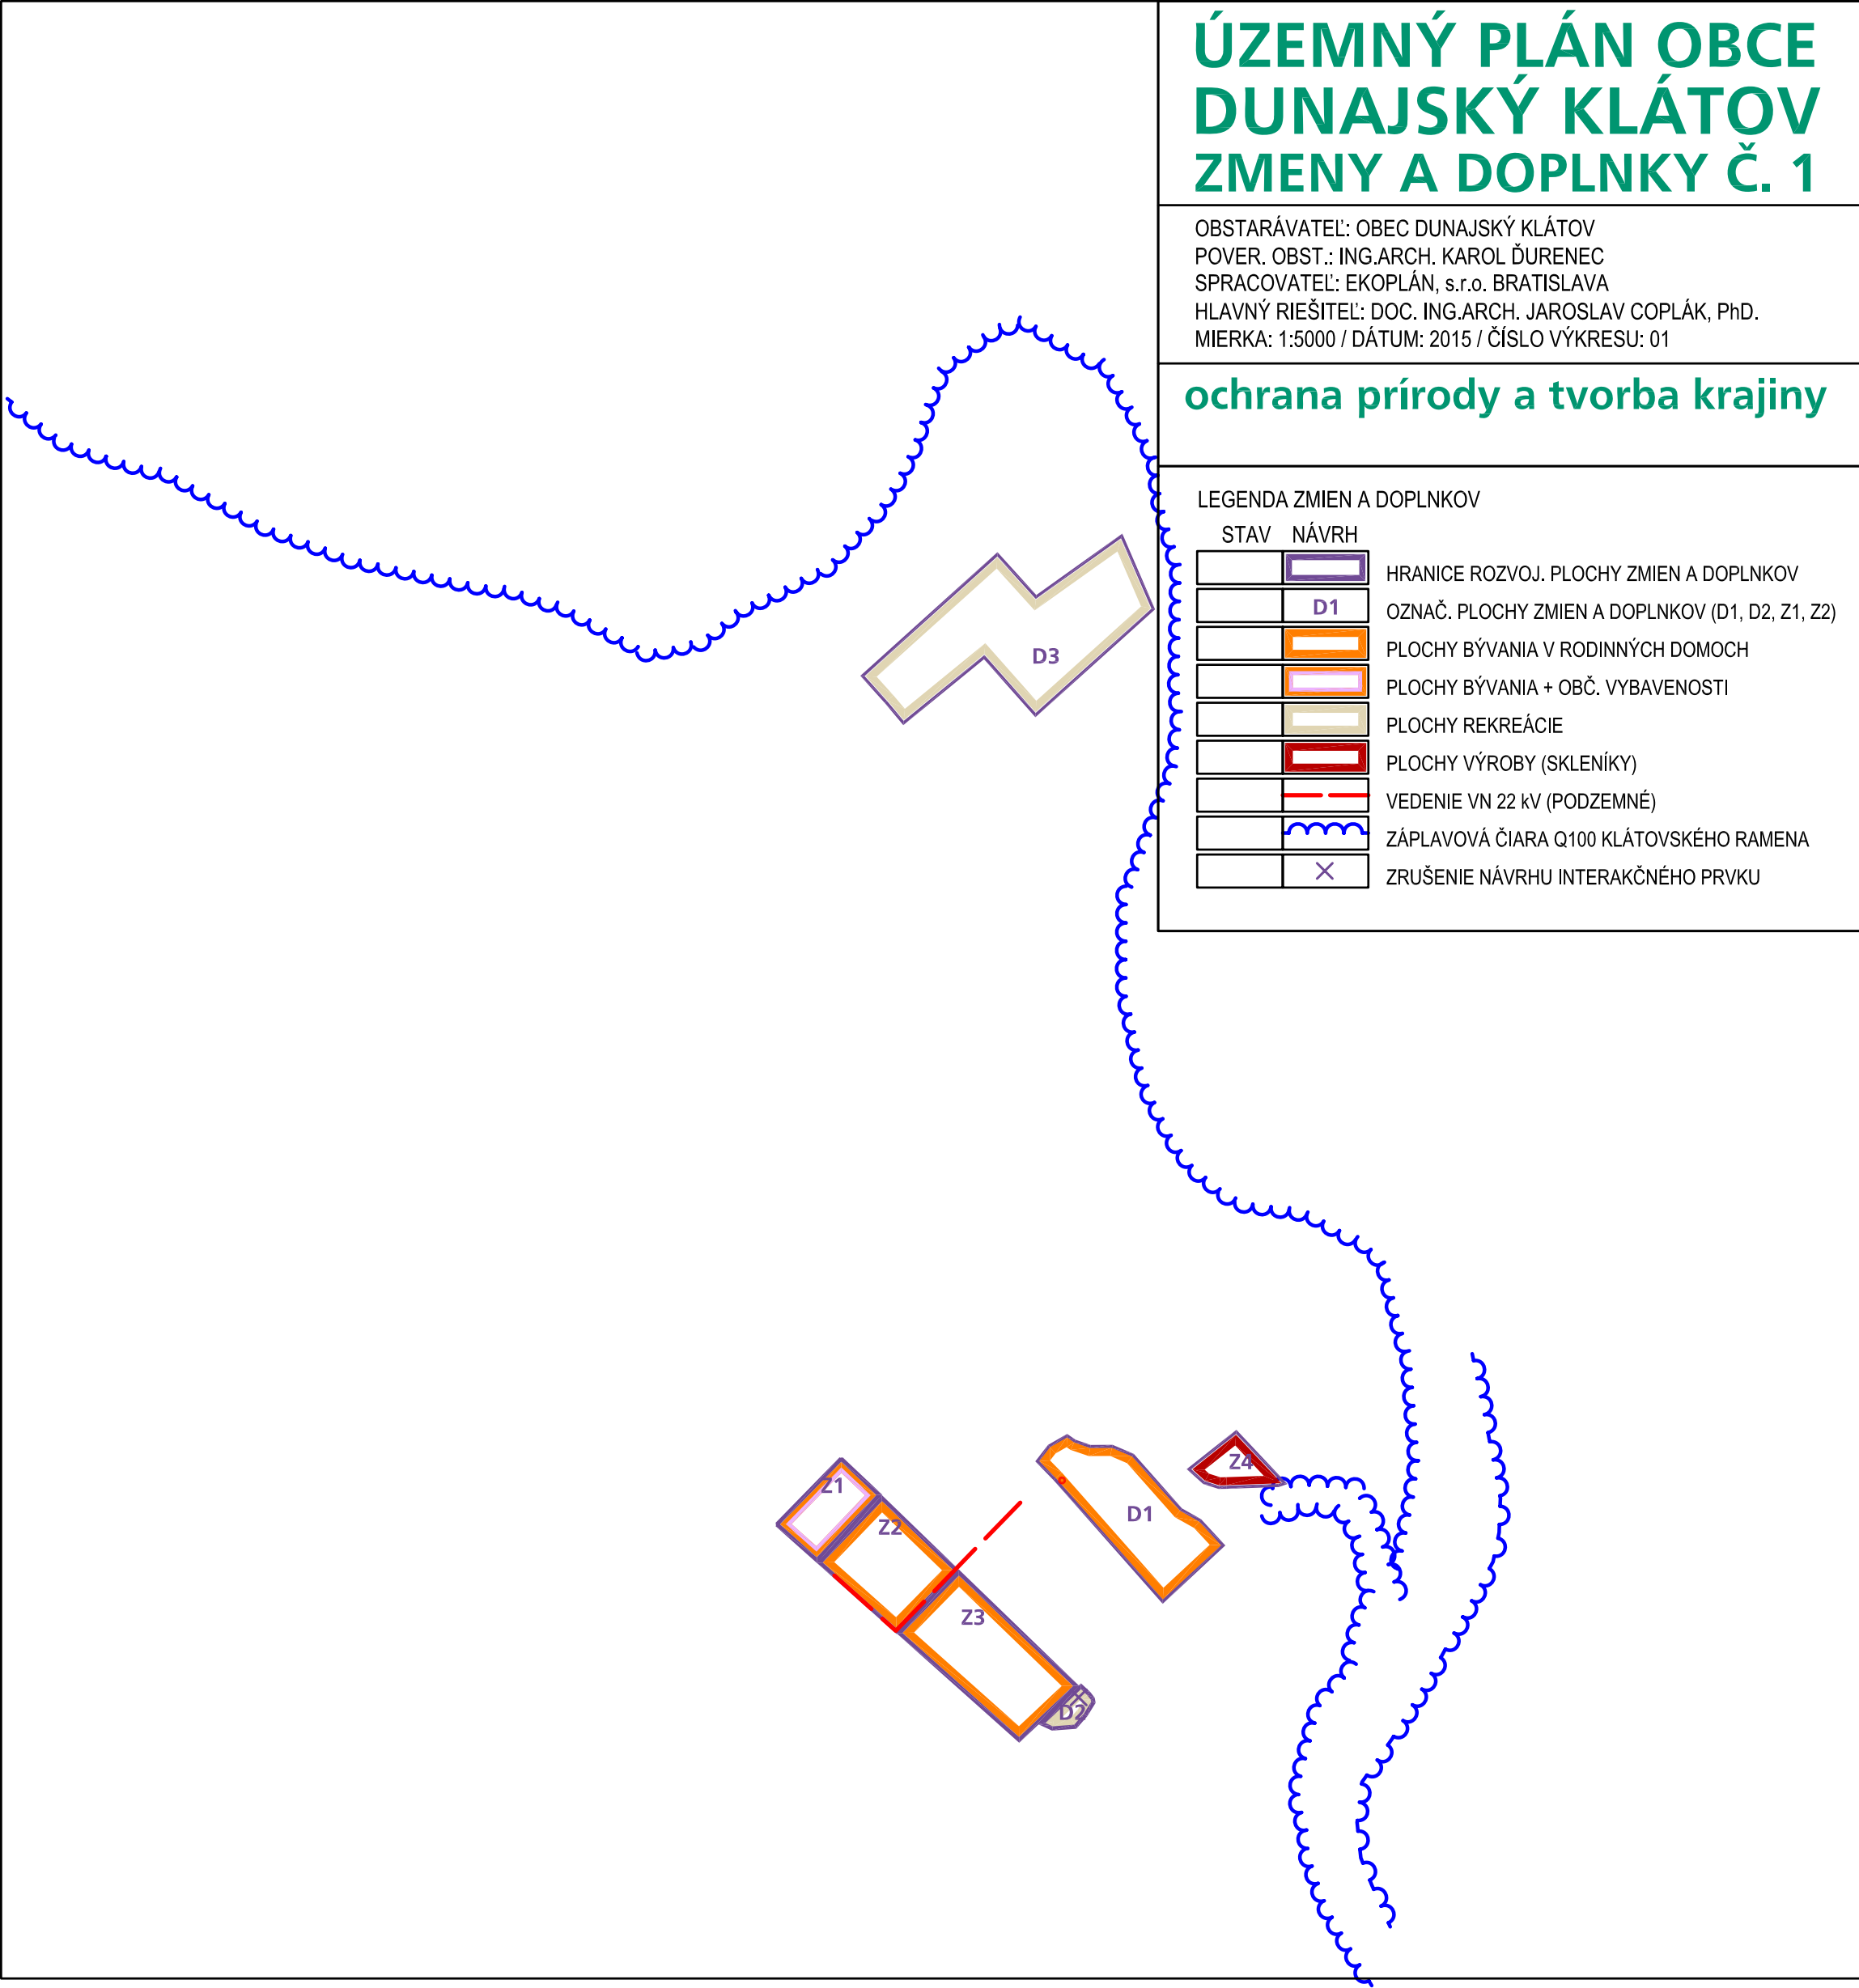 ÚZEMNÝ PLÁN OBCE
DUNAJSKÝ KLÁTOV
ZMENY A DOPLNKY Č. 1
OBSTARÁVATEĽ: OBEC DUNAJSKÝ KLÁTOV
POVER. OBST.: ING.ARCH. KAROL ĎURENEC
SPRACOVATEĽ: EKOPLÁN, s.r.o. BRATISLAVA
HLAVNÝ RIEŠITEĽ: DOC. ING.ARCH. JAROSLAV COPLÁK, PhD.
MIERKA: 1:5000 / DÁTUM: 2015 / ČÍSLO VÝKRESU: 01
ochrana prírody a tvorba krajiny
LEGENDA ZMIEN A DOPLNKOV
STAV NÁVRH
HRANICE ROZVOJ. PLOCHY ZMIEN A DOPLNKOV
D1 OZNAČ. PLOCHY ZMIEN A DOPLNKOV (D1, D2, Z1, Z2)
PLOCHY BÝVANIA V RODINNÝCH DOMOCH
PLOCHY BÝVANIA + OBČ. VYBAVENOSTI
PLOCHY REKREÁCIE
PLOCHY VÝROBY (SKLENÍKY)
VEDENIE VN 22 kV (PODZEMNÉ)
ZÁPLAVOVÁ ČIARA Q100 KLÁTOVSKÉHO RAMENA
ZRUŠENIE NÁVRHU INTERAKČNÉHO PRVKU
D3
Z4
Z1
D1
Z2
Z3
D2